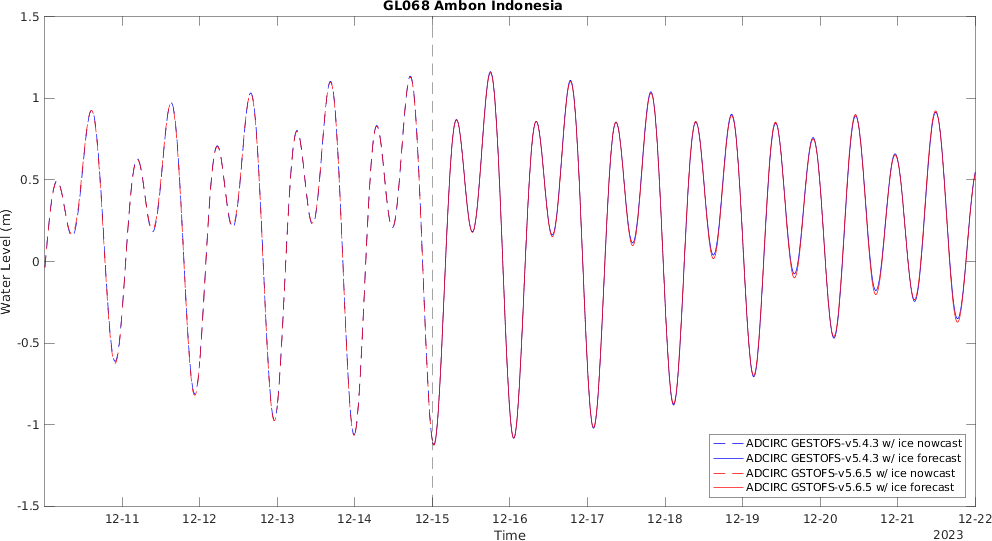 GL068 Ambon Indonesia
1.5
1
0.5
0
-0.5
-1
-1.5
Water Level (m)
ADCIRC GESTOFS-v5.4.3 w/ ice nowcast
ADCIRC GESTOFS-v5.4.3 w/ ice forecast
ADCIRC GSTOFS-v5.6.5 w/ ice nowcast
ADCIRC GSTOFS-v5.6.5 w/ ice forecast
12-11 12-12 12-13 12-14 12-15 12-16 12-17 12-18 12-19 12-20 12-21 12-22
Time
2023